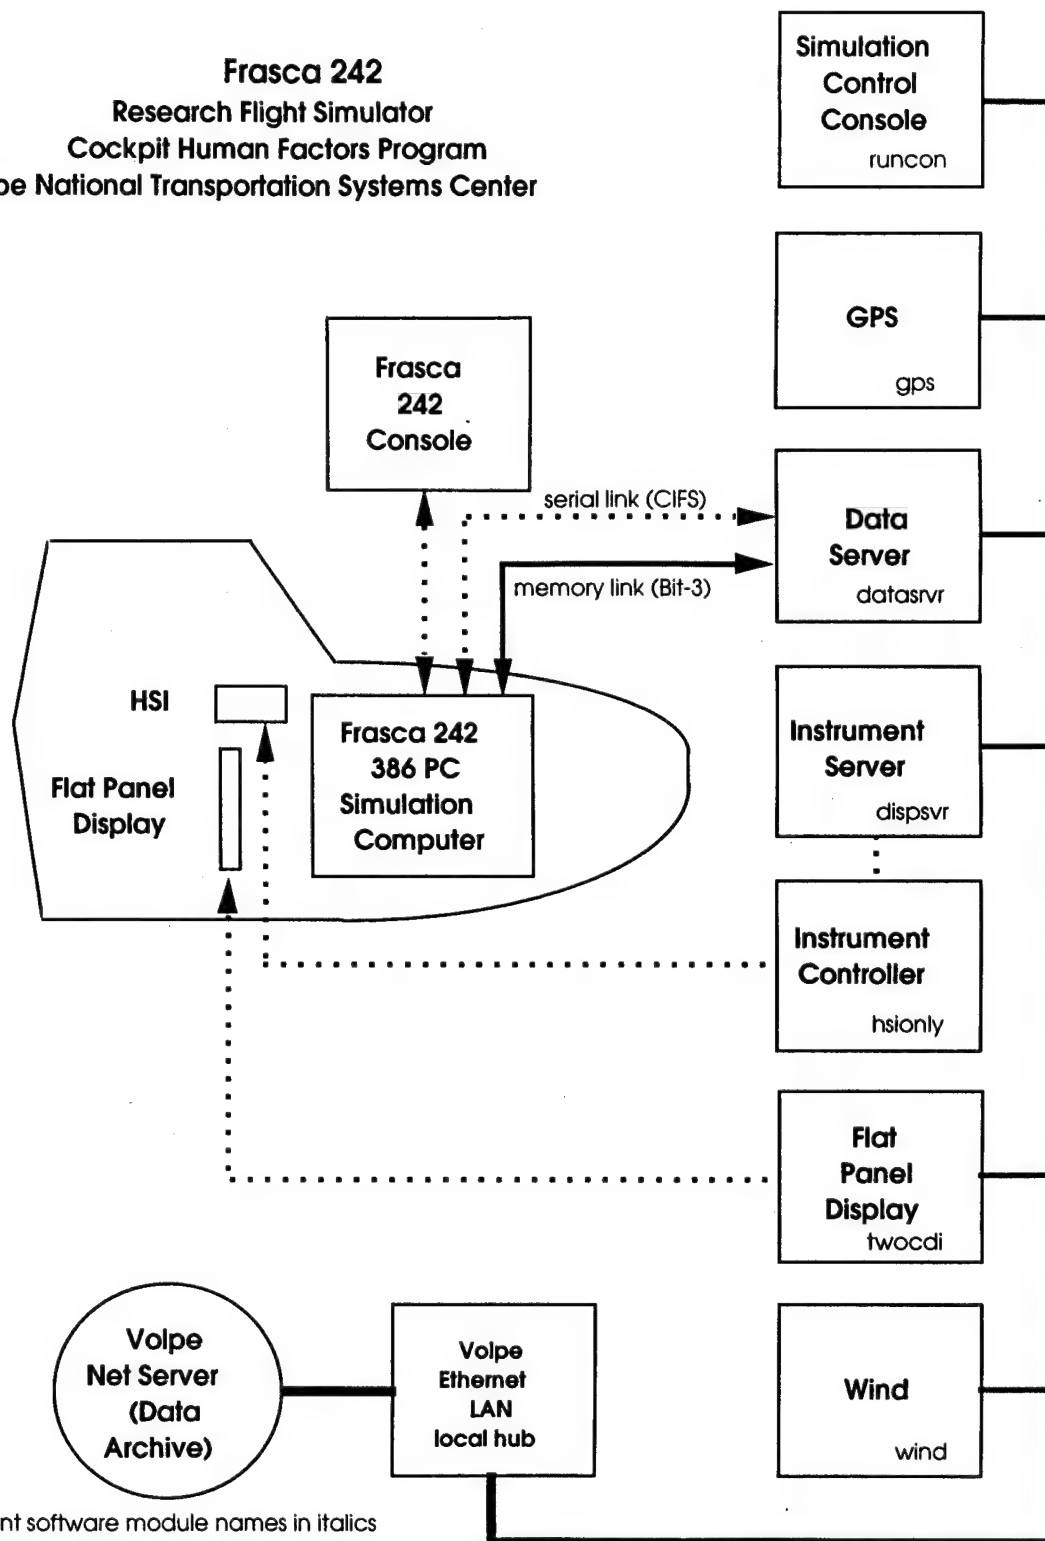 Frasca 242
Research Flight Simulator
Cockpit Human Factors Program
pe National Transportation Systems Center
Simulation
Control
Console
runcon
GPS
gps
Frasca
242
Console
serial link (CIFS)
memory link (Bit-3)
Data
Server
datasrvr
HSI
Flat Panel
Display
Frasca 242
386 PC
Simulation
Computer
Instrument
Server
dispsvr
Instrument
Controller
hsionly
Flat
Panel
Display
twocdi
Volpe
Net Server
(Data
Archive)
Volpe
Ethernet
LAN
local hub
Wind
wind
nt software module names in italics